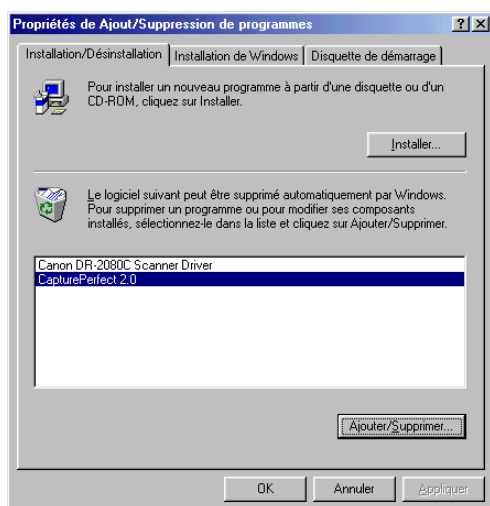 Propriétés de Ajout/Suppression de programmes
Installation/Désinstallation
Installation de Windows
Disquette de démarrage
Pour installer un nouveau programme à partir d'une disquette ou d'un
CD-ROM, cliquez sur Installer.
Installer...
Le logiciel suivant peut être supprimé automatiquement par Windows.
Pour supprimer un programme ou pour modifier ses composants
installés, sélectionnez-le dans la liste et cliquez sur Ajouter/Supprimer.
Canon DR-2080C Scanner Driver
CapturePerfect 2.0
Ajouter/Supprimer...
OK
Annuler
Appliquer